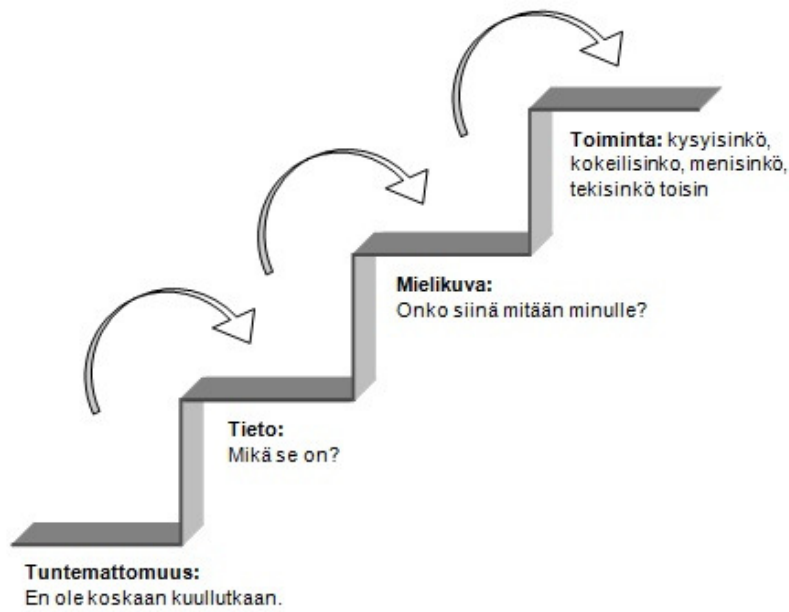 Toiminta: kysyisinkö,
kokeilisinko, menisinkö,
tekisinkö toisin
Mielikuva:
Onko siinä mitään minulle?
Tieto:
Mikä se on?
Tuntemattomuus:
En ole koskaan kuullutkaan.